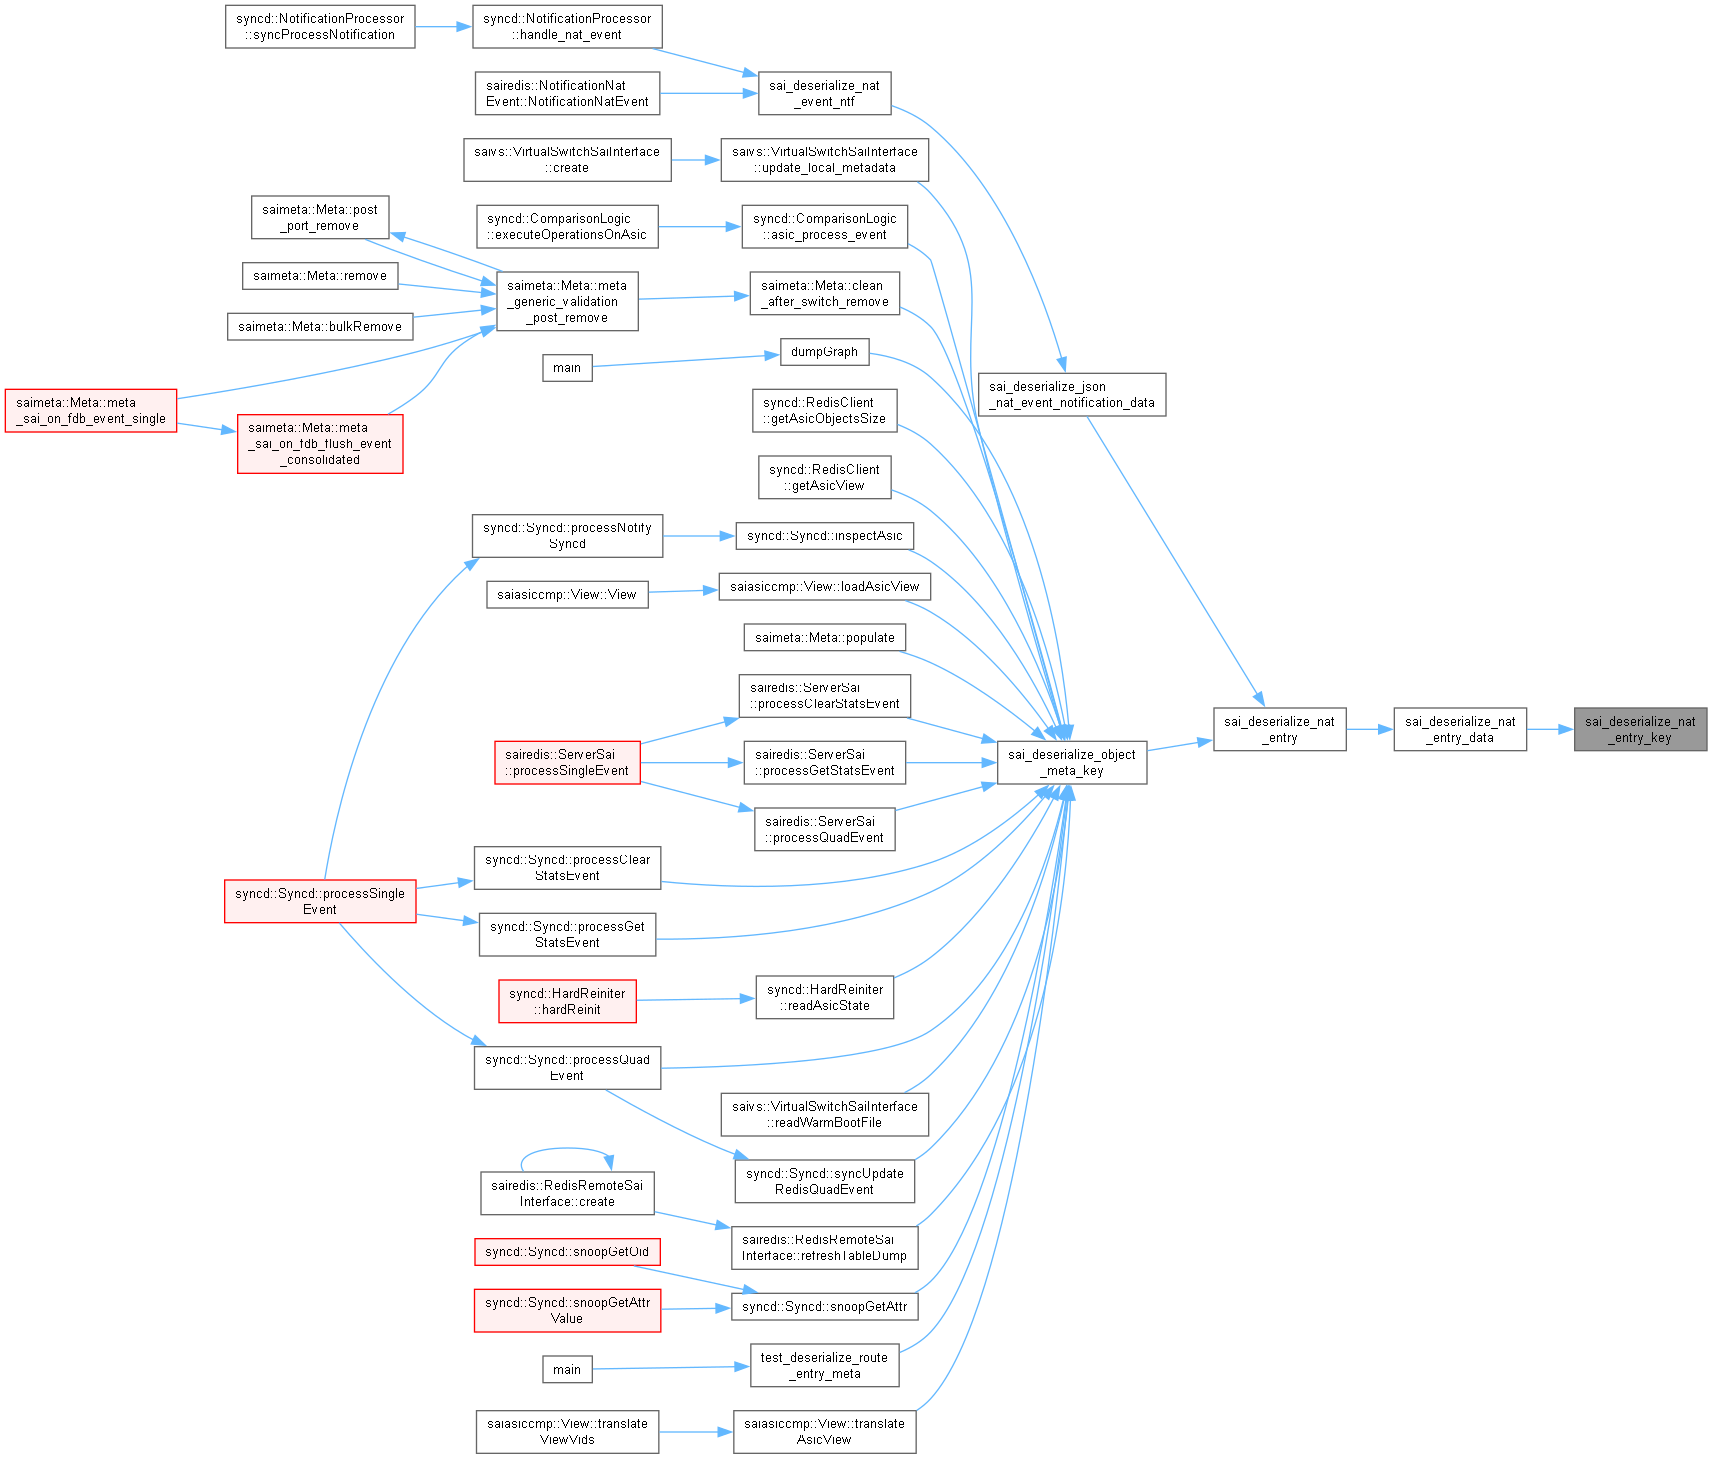 syncd::NotificationProcessor
::syncProcessNotification
syncd::NotificationProcessor
::handle_nat_event
sairedis::NotificationNat
Event::NotificationNatEvent
sai_deserialize_nat
_event_ntf
saivs::VirtualSwitchSaiInterface
::create
saivs::VirtualSwitchSaiInterface
::update_local_metadata
saimeta::Meta::post
_port_remove
syncd::ComparisonLogic
::executeOperationsOnAsic
syncd::ComparisonLogic
::asic_process_event
saimeta::Meta::remove
saimeta::Meta::meta
_generic_validation
_post_remove
saimeta::Meta::clean
_after_switch_remove
saimeta::Meta::bulkRemove
main
dumpGraph
saimeta::Meta::meta
_sai_on_fdb_event_single
saimeta::Meta::meta
_sai_on_fdb_flush_event
_consolidated
syncd::RedisClient
::getAsicObjectsSize
sai_deserialize_json
_nat_event_notification_data
syncd::RedisClient
::getAsicView
syncd::Syncd::processNotify
Syncd
syncd::Syncd::inspectAsic
saiasiccmp::View::View
saiasiccmp::View::loadAsicView
saimeta::Meta::populate
sairedis::ServerSai
::processClearStatsEvent
sairedis::ServerSai
::processSingleEvent
sairedis::ServerSai
::processGetStatsEvent
sai_deserialize_object
_meta_key
sai_deserialize_nat
_entry
sai_deserialize_nat
_entry_data
sai_deserialize_nat
_entry_key
sairedis::ServerSai
::processQuadEvent
syncd::Syncd::processClear
StatsEvent
syncd::Syncd::processSingle
Event
syncd::Syncd::processGet
StatsEvent
syncd::HardReiniter
::hardReinit
syncd::HardReiniter
::readAsicState
syncd::Syncd::processQuad
Event
saivs::VirtualSwitchSaiInterface
::readWarmBootFile
sairedis::RedisRemoteSai
Interface::create
syncd::Syncd::syncUpdate
RedisQuadEvent
sairedis::RedisRemoteSai
Interface::refreshTableDump
syncd::Syncd::snoopGetOid
syncd::Syncd::snoopGetAttr
Value
syncd::Syncd::snoopGetAttr
main
test_deserialize_route
_entry_meta
saiasiccmp::View::translate
ViewVids
saiasiccmp::View::translate
AsicView